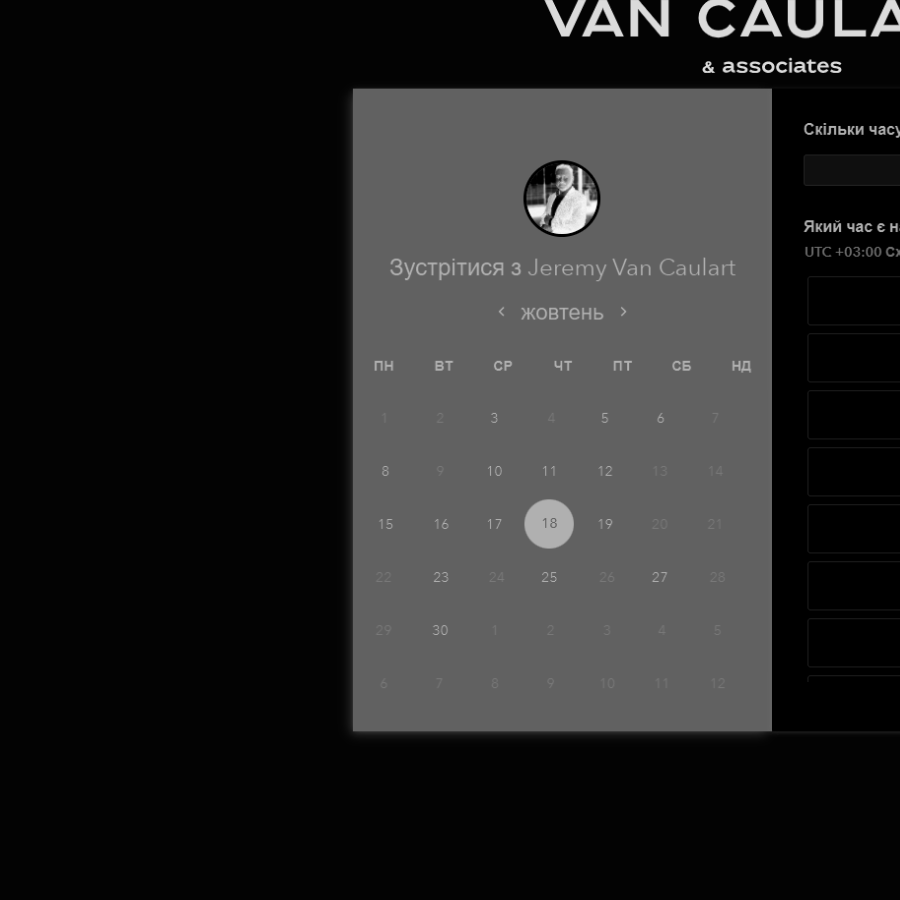 VAN CAULA
& associates
Зустрітися з Jeremy Van Caulart
жовтень
ПН ВТ СР ЧТ ПТ СБ НД
1 2 3 4 5 6 7
8 9 10 11 12 13 14
15 16 17 18 19 20 21
22 23 24 25 26 27 28
29 30 1 2 3 4 5
6 7 8 9 10 11 12
Скільки часу
Який час є на
UTC +03:00 Сх